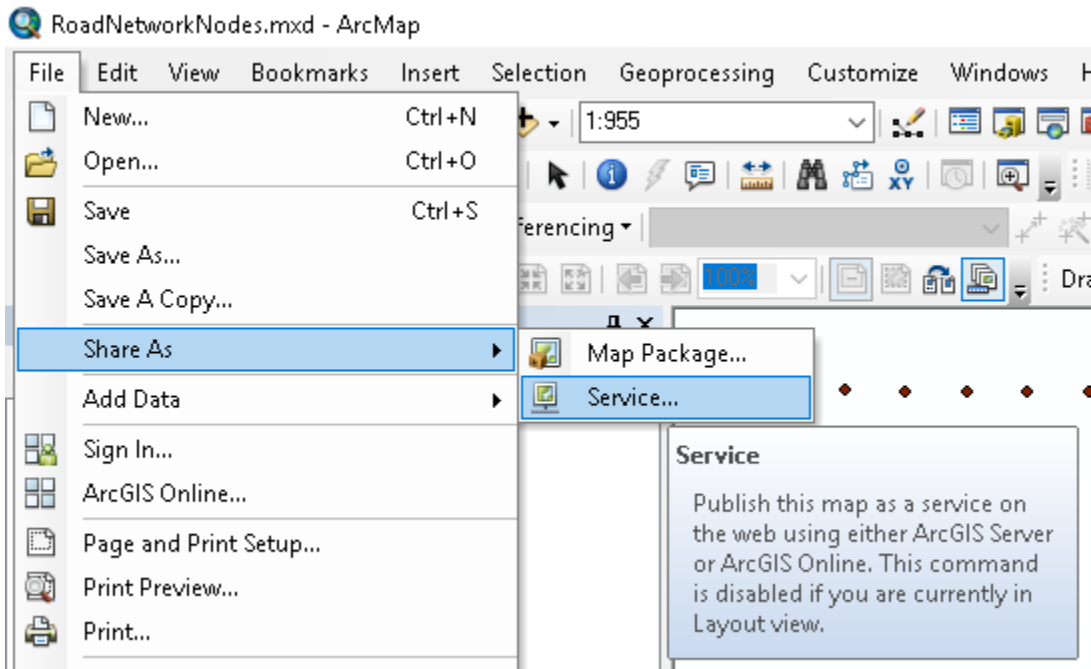 RoadNetworkNodes.mxd - ArcMap
File Edit View Bookmarks Insert Selection Geoprocessing Customize Windows
New... Ctrl+N
1:955
Open... Ctrl+O
XY
Save Ctrl+S
ferencing
Save As...
100%
Save A Copy...
Share As
Map Package...
Add Data
Service...
Sign In...
Service
ArcGIS Online...
Publish this map as a service on
the web using either ArcGIS Server
or ArcGIS Online. This command
is disabled if you are currently in
Layout view.
Page and Print Setup...
Print Preview...
Print...